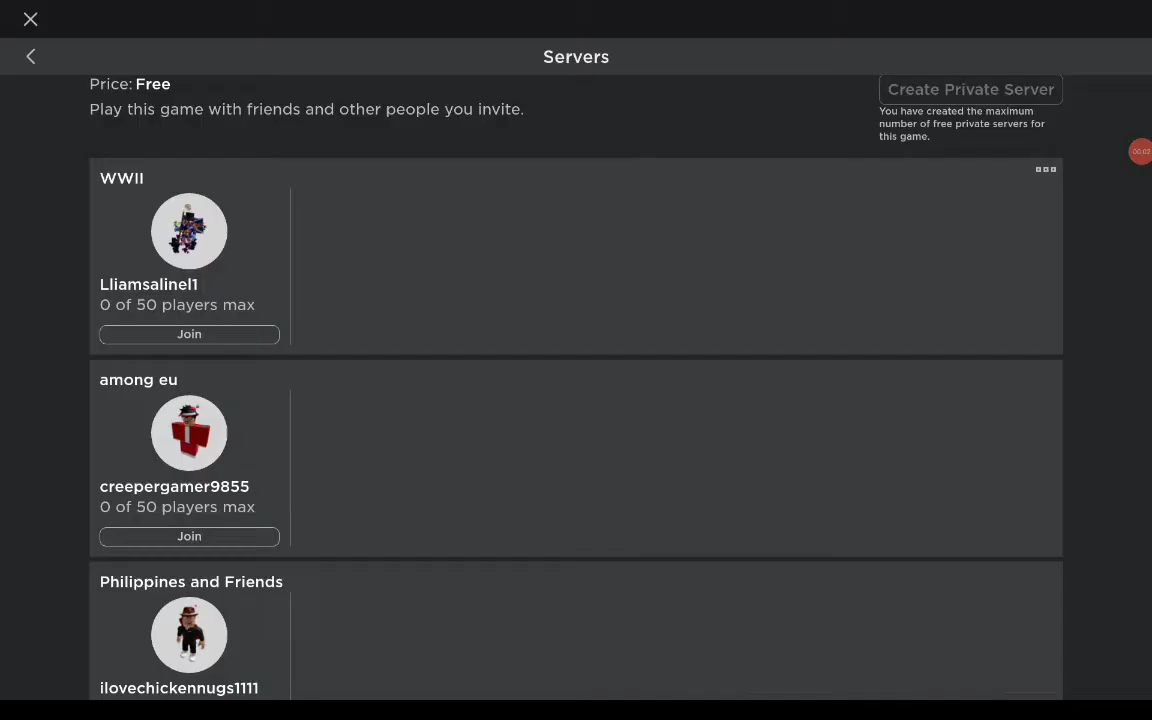 Servers
Price: Free
Play this game with friends and other people you invite.
Create Private Server
You have created the maximum
number of free private servers for
this game.
00:02
WWII
Lliamsalinel1
0 of 50 players max
Join
among eu
creepergamer9855
0 of 50 players max
Join
Philippines and Friends
ilovechickennugs1111